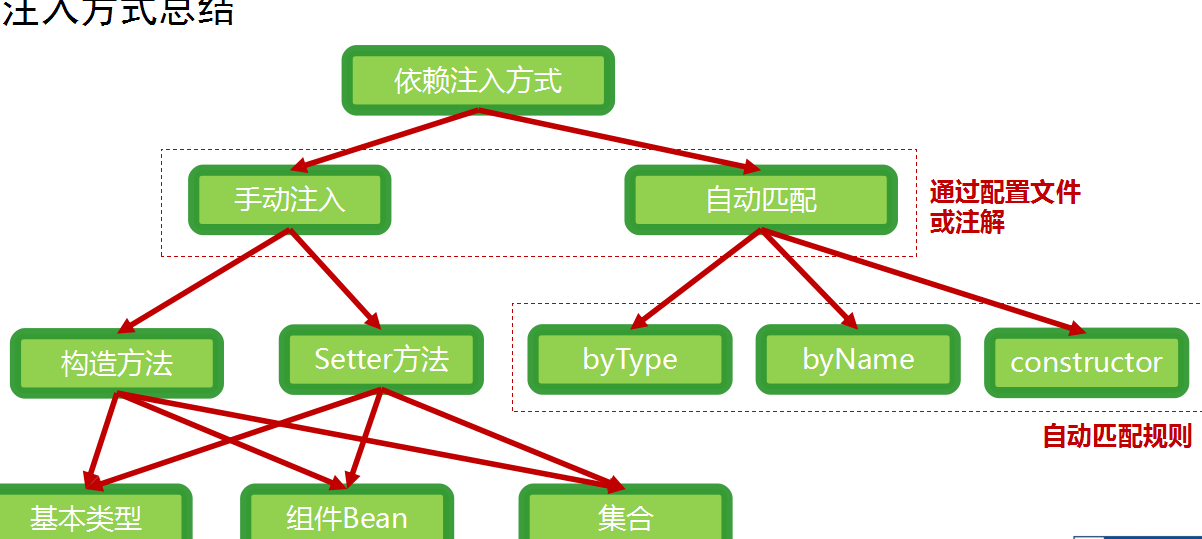 注入方式总结
依赖注入方式
手动注入
自动匹配
通过配置文件
或注解
构造方法
Setter方法
byType
byName
constructor
自动匹配规则
基本类型
组件Bean
集合